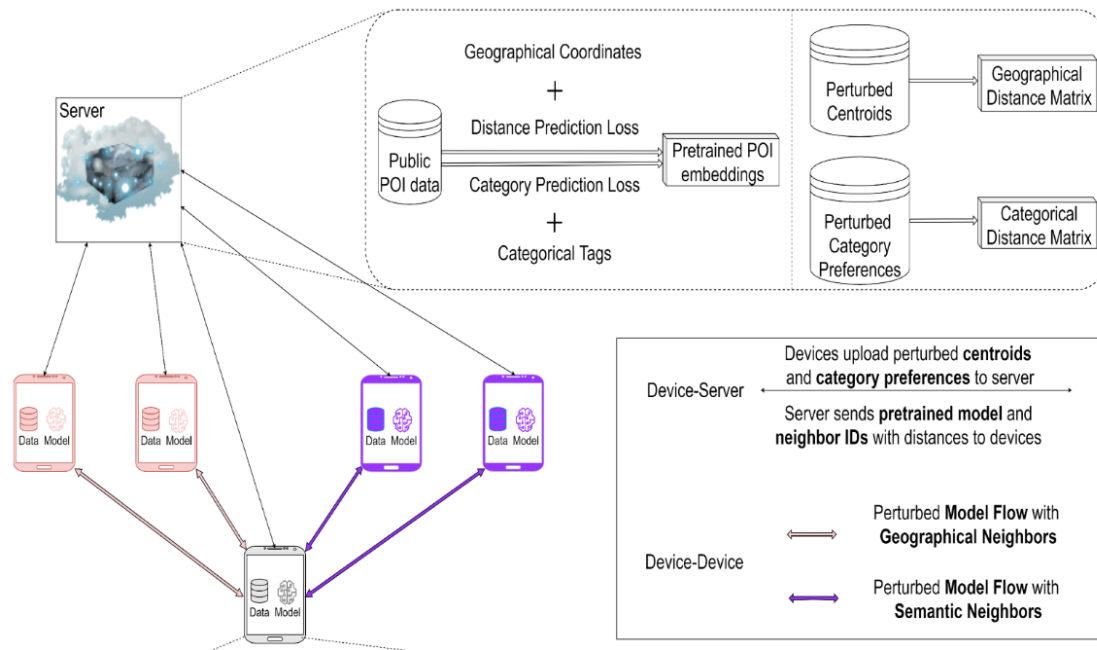 Server
Geographical Coordinates
+
Distance Prediction Loss
Public
POI data
Pretrained POI
embeddings
Category Prediction Loss
+
Categorical Tags
Perturbed
Centroids
Geographical
Distance Matrix
Perturbed
Category
Preferences
Categorical
Distance Matrix
Data Model
Data Model
Data Model
Data Model
Data Model
Device-Server
Devices upload perturbed centroids
and category preferences to server
Server sends pretrained model and
neighbor IDs with distances to devices
Device-Device
Perturbed Model Flow with
Geographical Neighbors
Perturbed Model Flow with
Semantic Neighbors